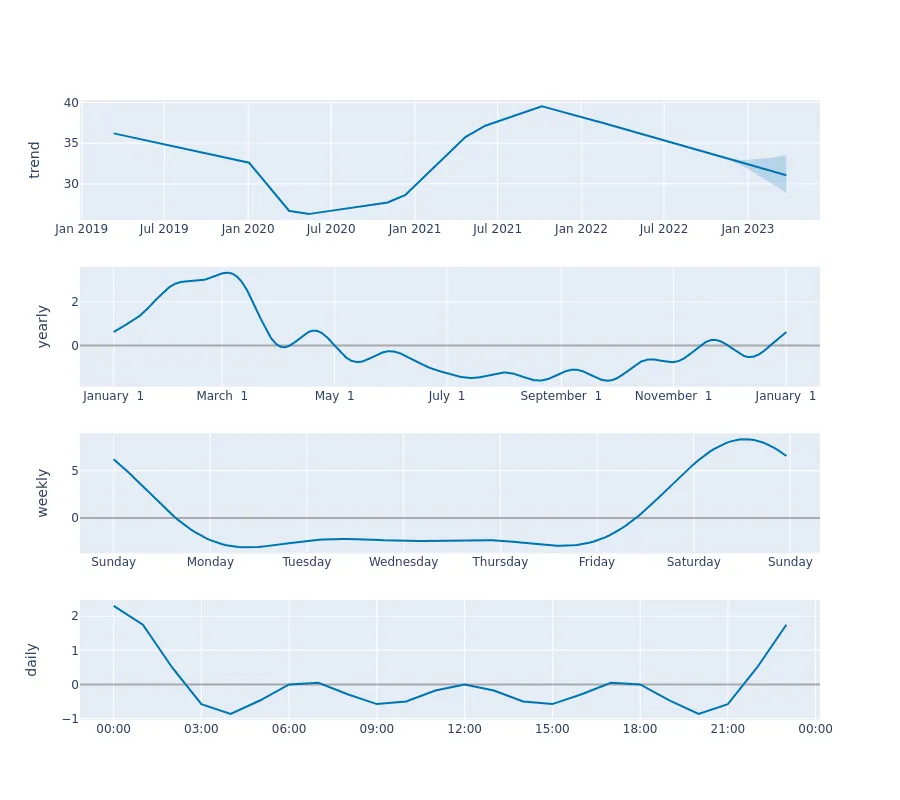 trend
40
35
30
Jan 2019 Jul 2019 Jan 2020 Jul 2020 Jan 2021 Jul 2021 Jan 2022 Jul 2022 Jan 2023
yearly
2
0
January 1 March 1 May 1 July 1 September 1 November 1 January 1
weekly
5
0
Sunday Monday Tuesday Wednesday Thursday Friday Saturday Sunday
daily
2
1
0
−1
00:00 03:00 06:00 09:00 12:00 15:00 18:00 21:00 00:00